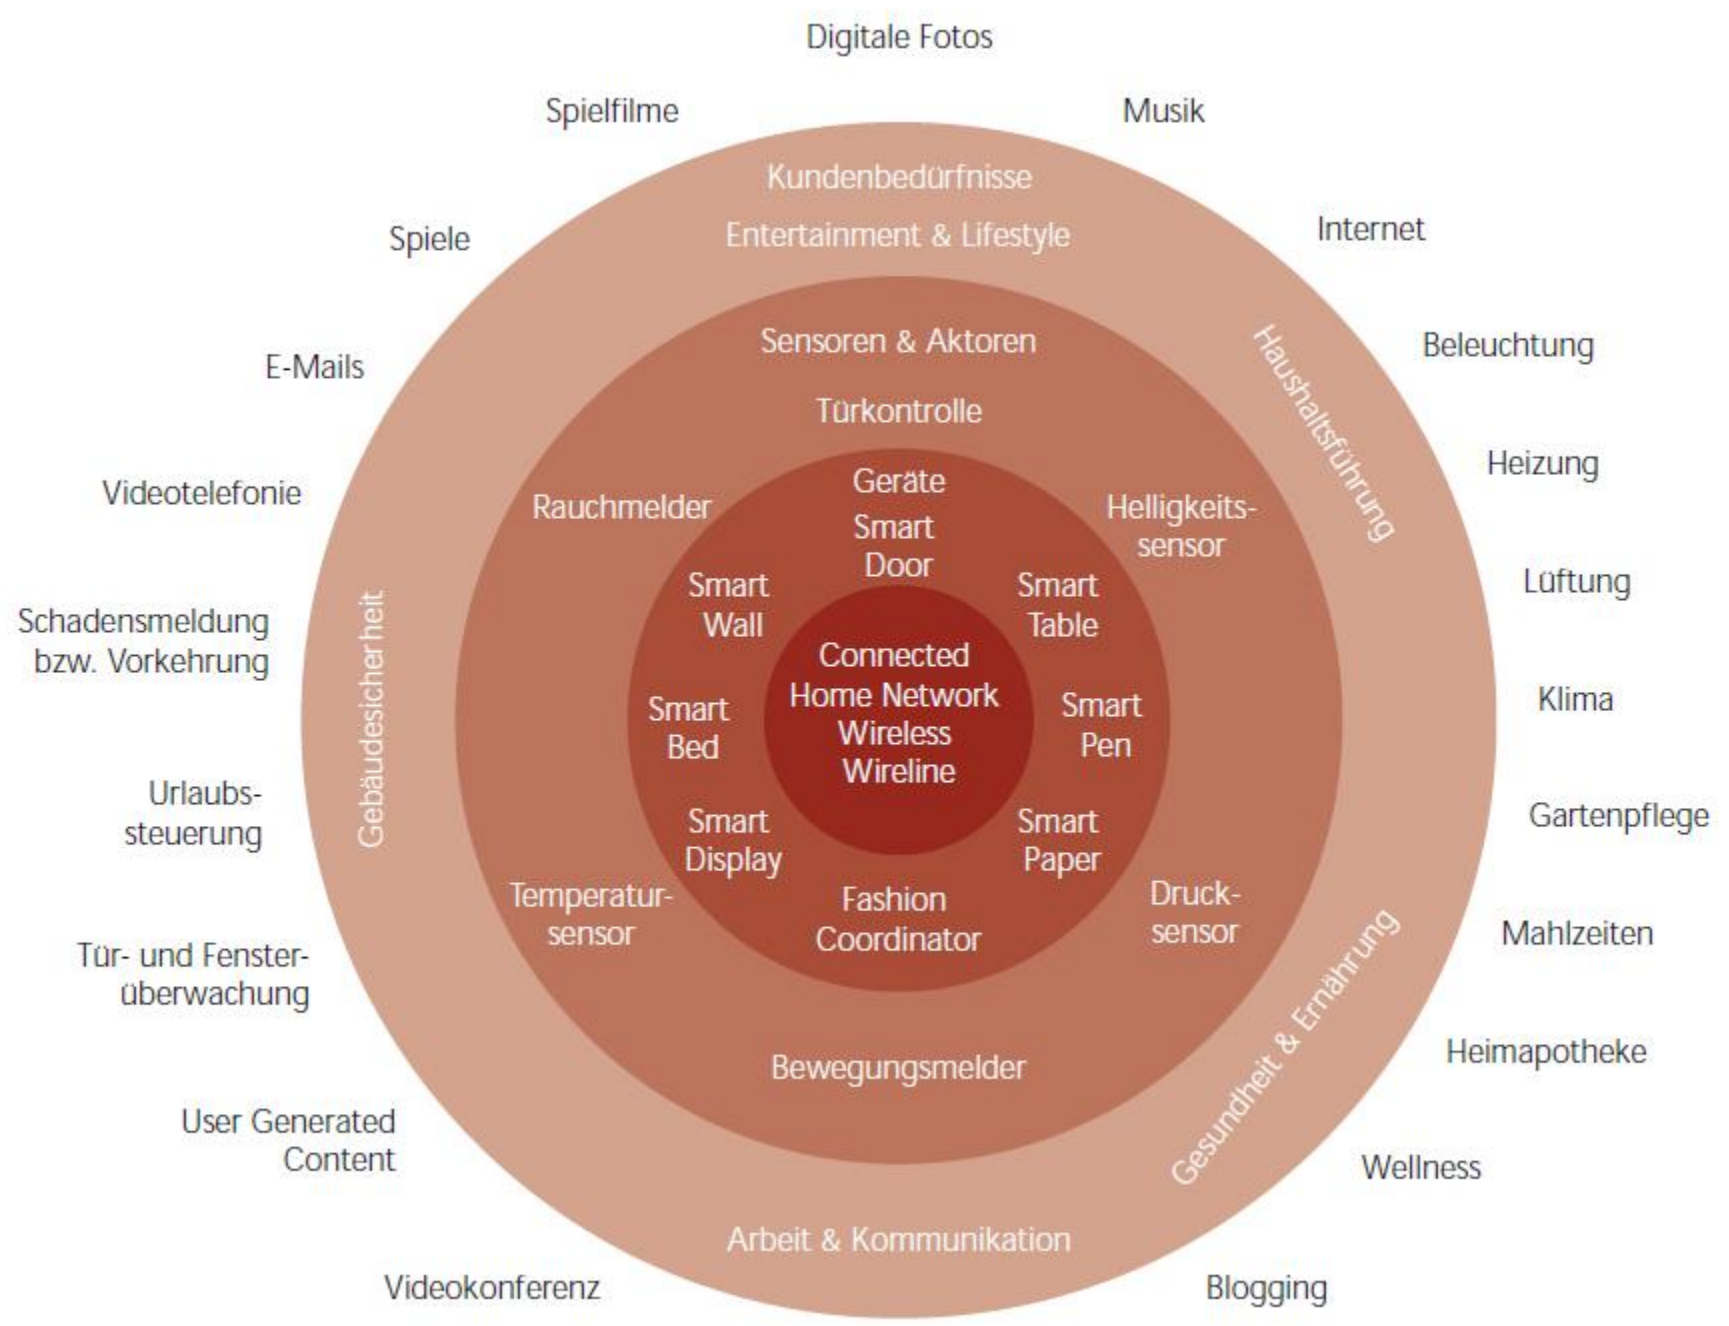 Digitale Fotos
Spielfilme
Musik
Kundenbedürfnisse
Entertainment & Lifestyle
Spiele
Internet
Haushaltsführung
Beleuchtung
E-Mails
Sensoren & Aktoren
Türkontrolle
Heizung
Videotelefonie
Rauchmelder
Helligkeits-
sensor
Geräte
Smart
Door
Smart
Wall
Smart
Table
Lüftung
Schadensmeldung
bzw. Vorkehrung
Gebäudesicherheit
Connected
Home Network
Wireless
Wireline
Smart
Bed
Smart
Pen
Klima
Urlaubs-
steuerung
Smart
Display
Smart
Paper
Gartenpflege
Temperatur-
sensor
Fashion
Coordinator
Druck-
sensor
Mahlzeiten
Tür- und Fenster-
überwachung
Gesundheit & Ernährung
Bewegungsmelder
Heimapotheke
User Generated
Content
Wellness
Arbeit & Kommunikation
Videokonferenz
Blogging